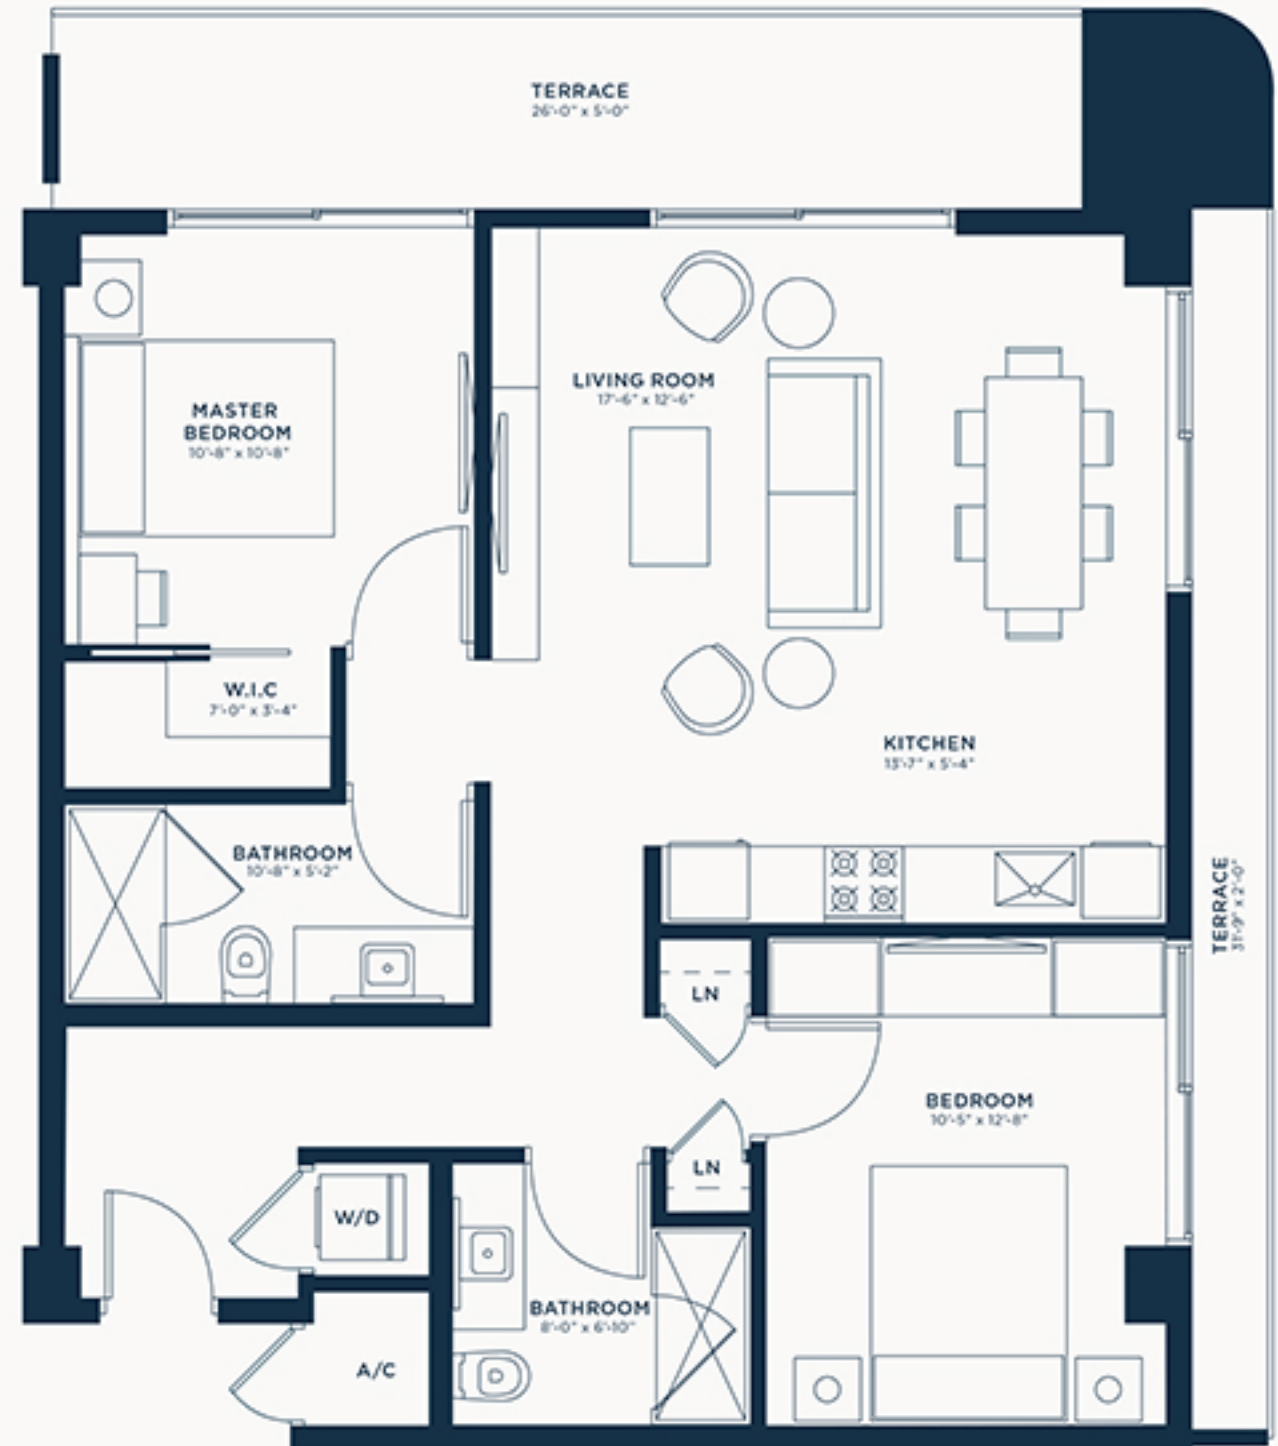 TERRACE
26'-0" x 5'-0"
LIVING ROOM
17'-6" x 12'-6"
MASTER
BEDROOM
10'-8" x 10'-8"
W.I.C
7'-0" x 3'-4"
KITCHEN
13'-7" x 5'-4"
BATHROOM
10'-8" x 5'-2"
TERRACE
31'-9" x 2'-0"
LN
BEDROOM
10'-5" x 12'-8"
LN
W/D
BATHROOM
8'-0" x 6'-10"
A/C